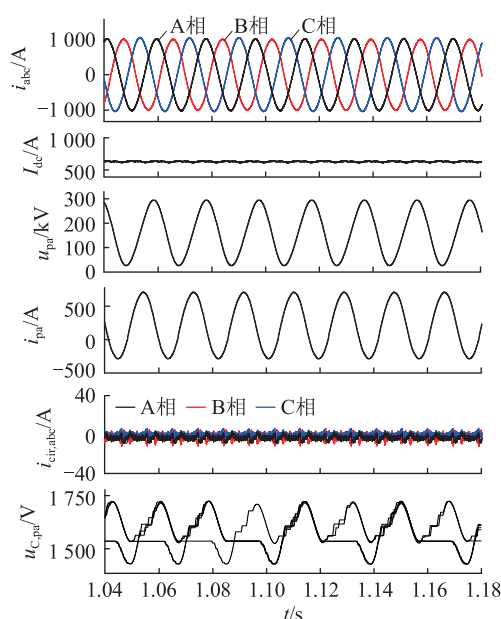 A相 B相 C相
1 000
0
−1 000
i_abc/A
1 000
500
I_dc/A
300
200
100
0
u_pa/kV
500
0
−500
i_pa/A
A相 B相 C相
40
0
−40
i_cir,abc/A
1 750
1 500
u_C,pa/V
1.04 1.06 1.08 1.10 1.12 1.14 1.16 1.18
t/s